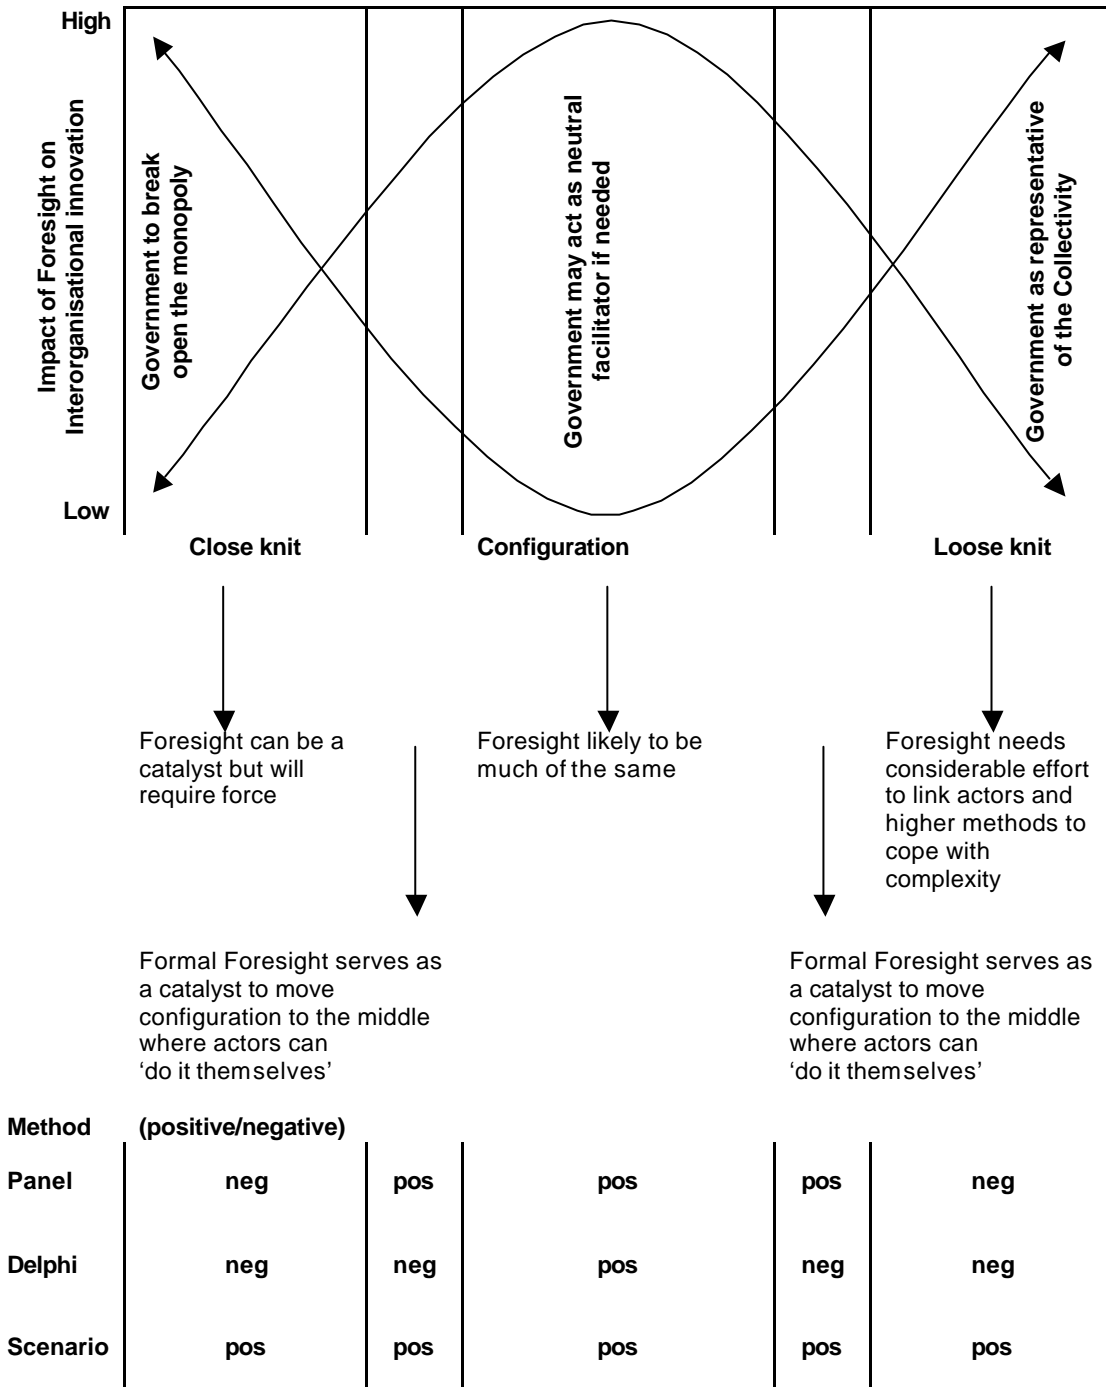 High
Impact of Foresight on
Interorganisational innovation
Government to break
open the monopoly
Government may act as neutral
facilitator if needed
Government as representative
of the Collectivity
Low
Close knit
Configuration
Loose knit
Foresight can be a
catalyst but will
require force
Foresight likely to be
much of the same
Foresight needs
considerable effort
to link actors and
higher methods to
cope with
complexity
Formal Foresight serves as
a catalyst to move
configuration to the middle
where actors can
‘do it themselves’
Formal Foresight serves as
a catalyst to move
configuration to the middle
where actors can
‘do it themselves’
Method (positive/negative)
Panel neg pos pos pos neg
Delphi neg neg pos neg neg
Scenario pos pos pos pos pos